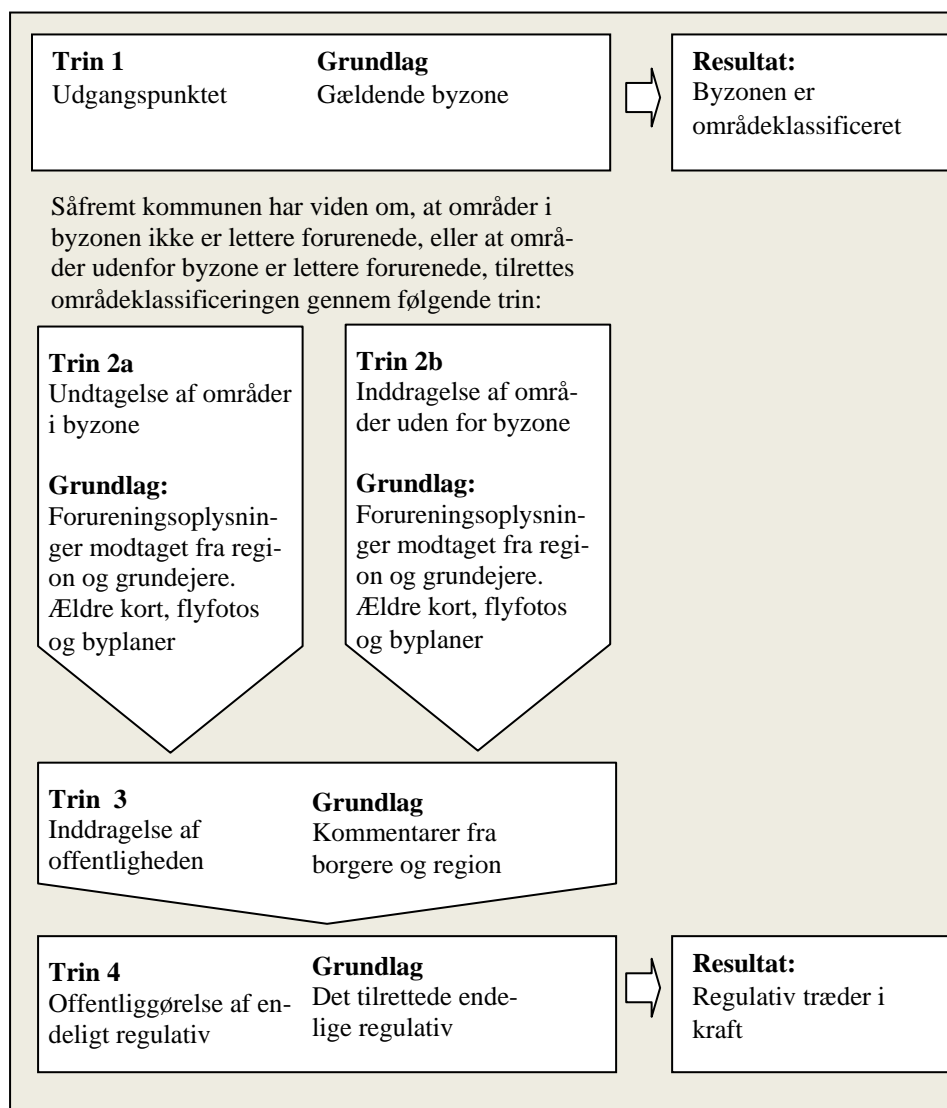 Trin 1
Udgangspunktet
Grundlag
Gældende byzone
Resultat:
Byzonen er
områdeklassificeret
Såfremt kommunen har viden om, at områder i
byzonen ikke er lettere forurenede, eller at områ-
der udenfor byzone er lettere forurenede, tilrettes
områdeklassificeringen gennem følgende trin:
Trin 2a
Undtagelse af områder
i byzone
Grundlag:
Forureningsoplysnin-
ger modtaget fra regi-
on og grundejere.
Ældre kort, flyfotos
og byplaner
Trin 2b
Inddragelse af områ-
der uden for byzone
Grundlag:
Forureningsoplysnin-
ger modtaget fra regi-
on og grundejere.
Ældre kort, flyfotos
og byplaner
Trin 3
Inddragelse af
offentligheden
Grundlag
Kommentarer fra
borgere og region
Trin 4
Offentliggørelse af en-
deligt regulativ
Grundlag
Det tilrettede ende-
lige regulativ
Resultat:
Regulativ træder i
kraft